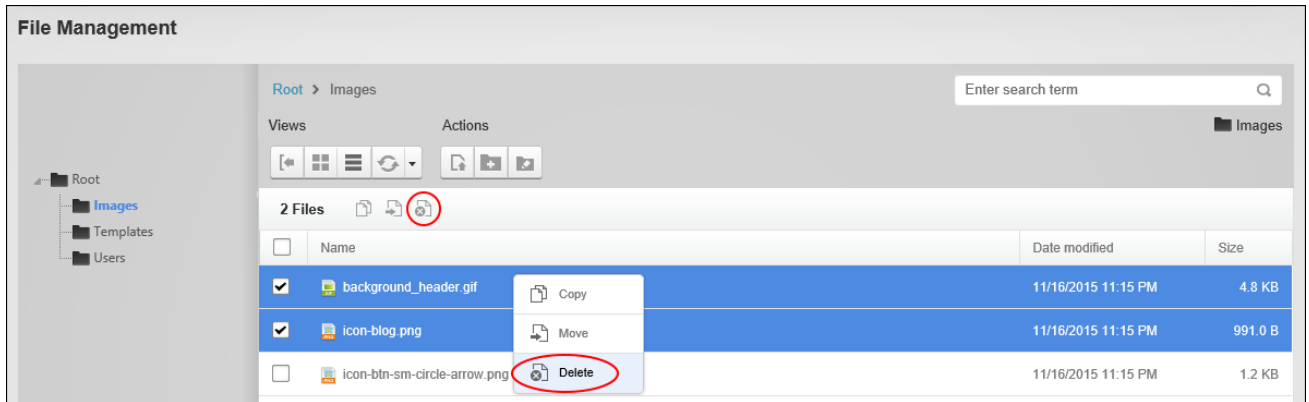 File Management
Root > Images
Enter search term
Views
Actions
Images
Root
Images
Templates
Users
2 Files
Name
Date modified
Size
background_header.gif
11/16/2015 11:15 PM
4.8 KB
Copy
icon-blog.png
11/16/2015 11:15 PM
991.0 B
Move
icon-btn-sm-circle-arrow.png
11/16/2015 11:15 PM
1.2 KB
Delete